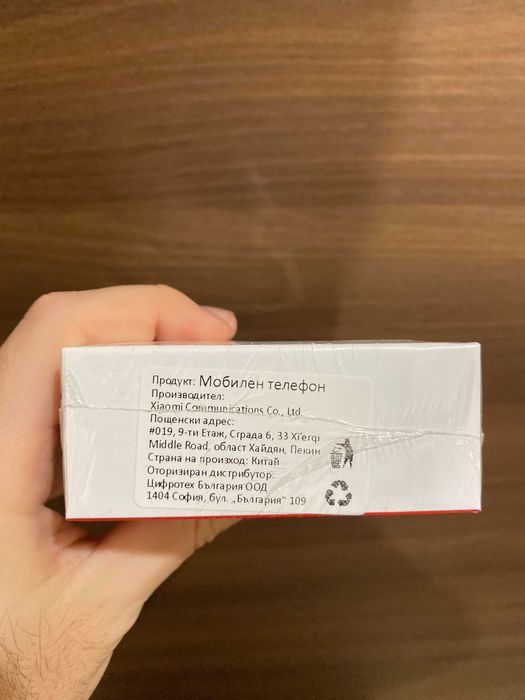 Продукт: Мобилен телефон
Производител:
Xiaomi Communications Co., Ltd
Пощенски адрес:
#019, 9-ти Етаж, Сграда 6, 33 Xi'erqi
Middle Road, област Хайдян, Пекин
Страна на произход: Китай
Оторизиран дистрибутор:
Цифротех България ООД
1404 София, бул. „България" 109